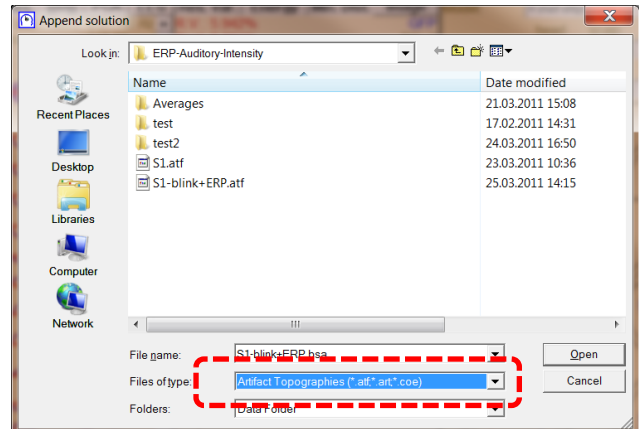 Append solution
Look in:
ERP-Auditory-Intensity
Name
Date modified
Averages
21.03.2011 15:08
test
17.02.2011 14:31
test2
24.03.2011 16:50
S1.atf
23.03.2011 10:36
S1-blink+ERP.atf
25.03.2011 14:15
Recent Places
Desktop
Libraries
Computer
Network
File name:
S1-blink+ERP.bsa
Open
Files of type:
Artifact Topographies (*.atf;*.art;*.coe)
Cancel
Folders:
Data Folder